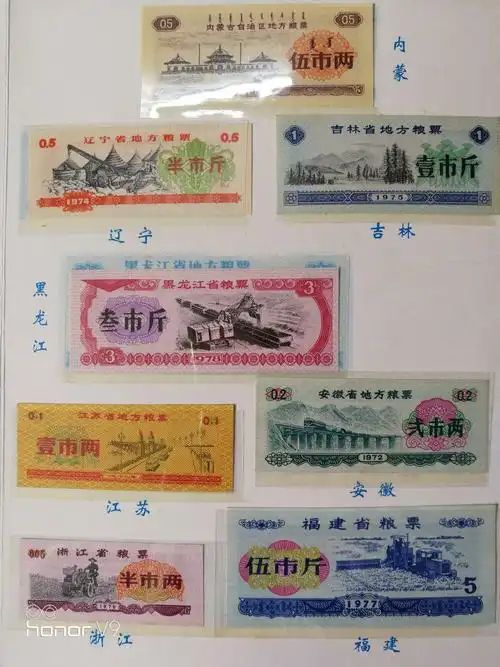 05
05
内蒙古自治区地方粮票
伍市两
内蒙
0.5
辽宁省地方粮票
0.5
半市斤
1974
辽宁
1
吉林省地方粮票
1
壹市斤
1975
吉林
黑龙江省地方粮票
黑龙江省粮票
3
叁市斤
3
1978
黑龙江
0.1
江苏省地方粮票
0.1
壹市两
江苏
0.2
安徽省地方粮票
0.2
弍市两
1972
安徽
浙江省粮票
半市两
浙江
福建省粮票
伍市斤
1977
5
福建
honor V9